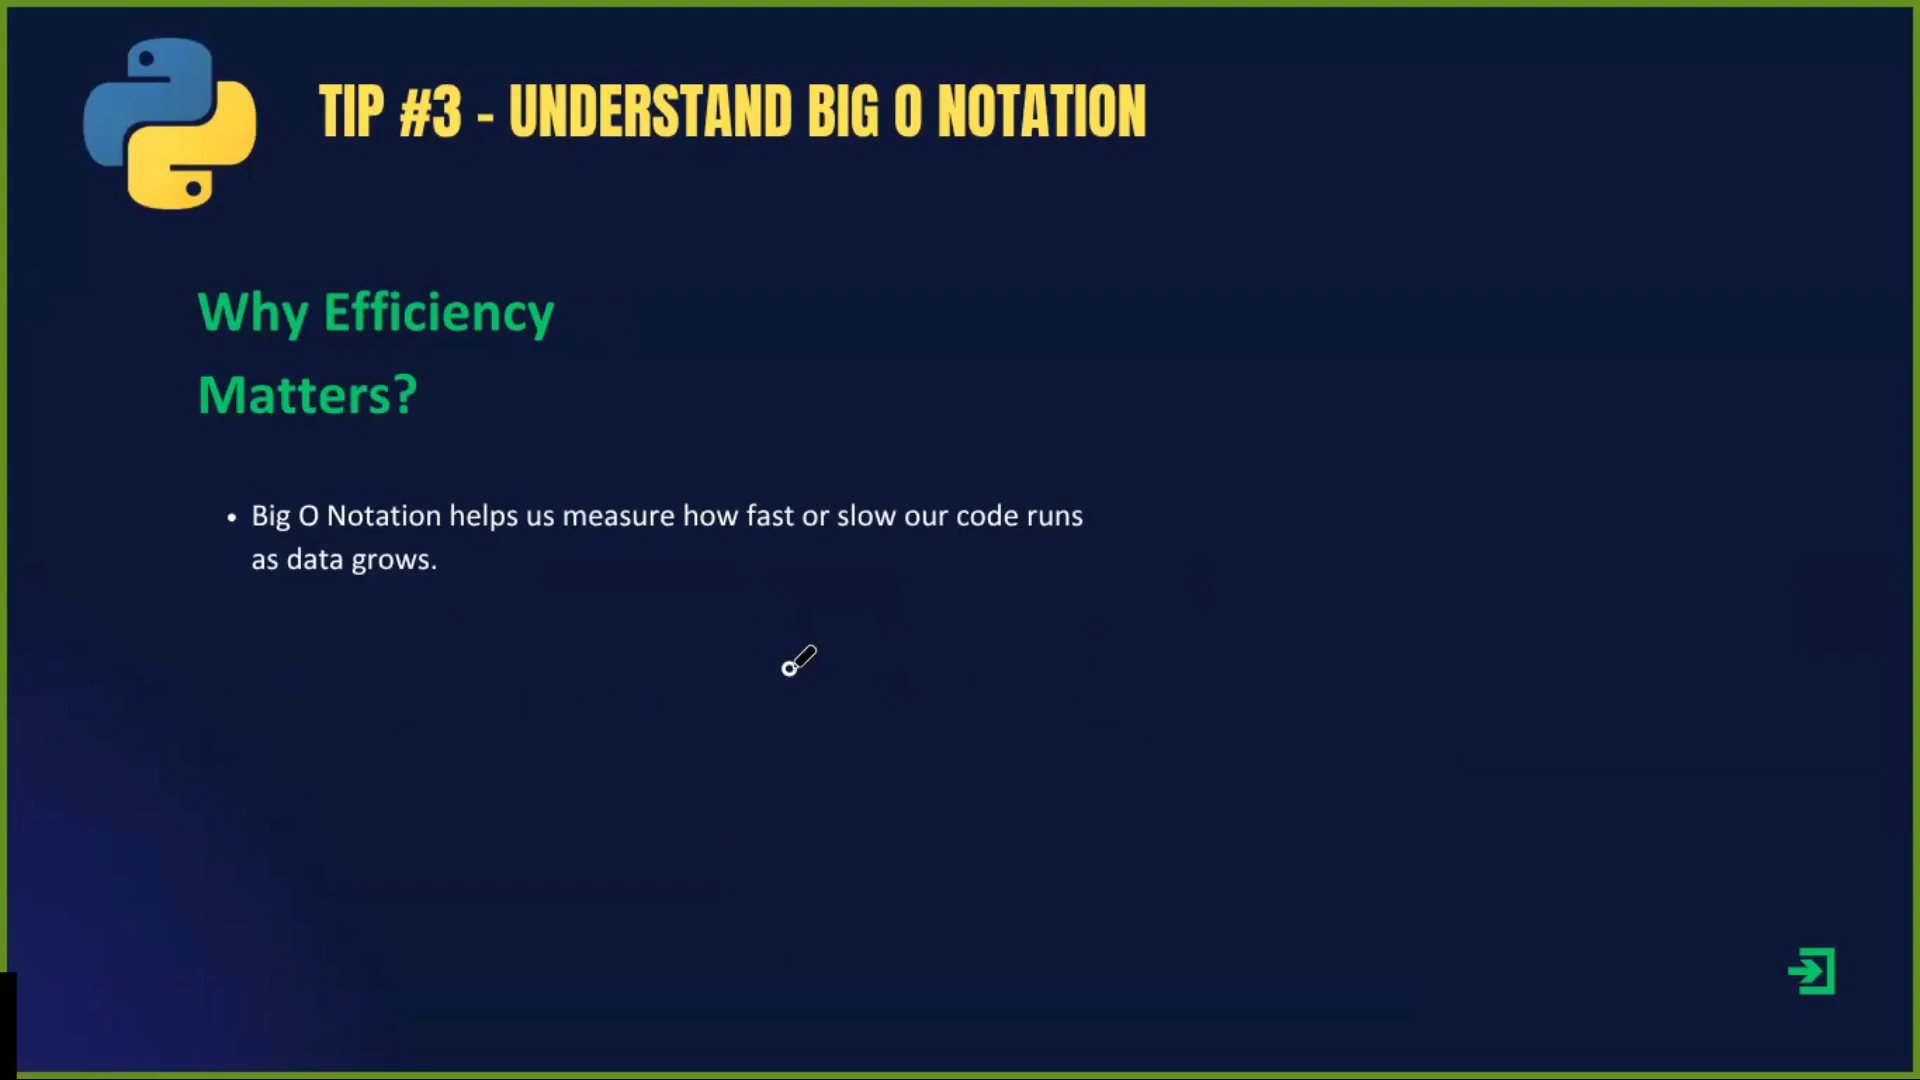 TIP #3 - UNDERSTAND BIG O NOTATION
Why Efficiency
Matters?
• Big O Notation helps us measure how fast or slow our code runs
as data grows.